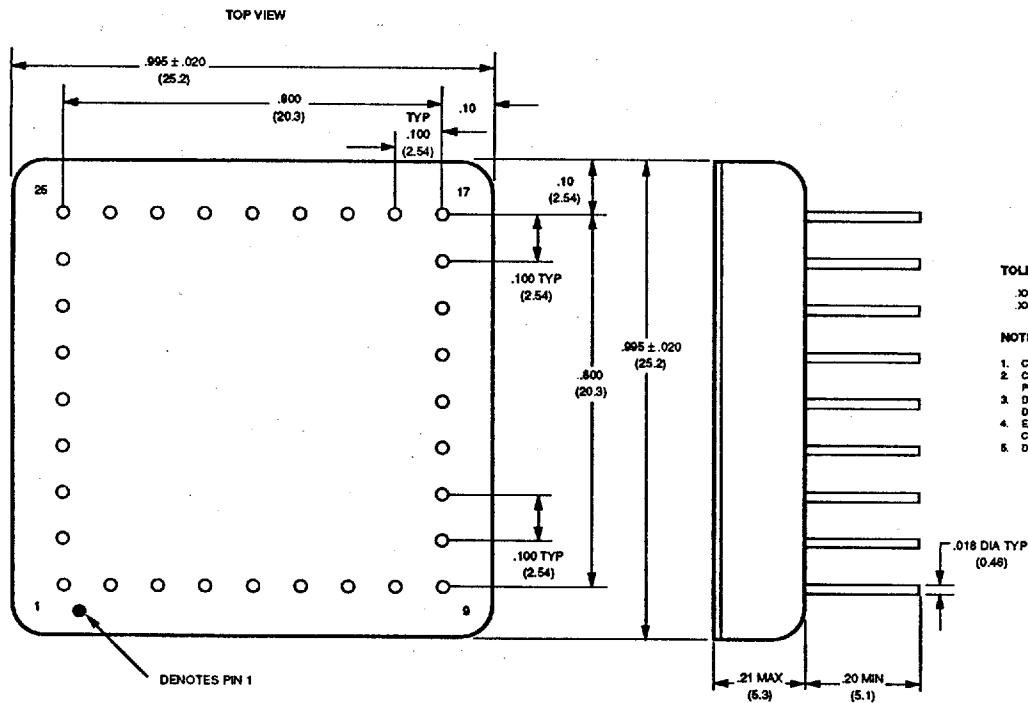 TOP VIEW
.995 ± .020
(25.2)
.800
(20.3)
.10
TYP
.100
(2.54)
25
17
.10
(2.54)
.100 TYP
(2.54)
.995 ± .020
(25.2)
.800
(20.3)
.100 TYP
(2.54)
1
9
DENOTES PIN 1
.018 DIA TYP
(0.46)
.21 MAX
(5.3)
.20 MIN
(5.1)
1. C
2. C
P
3. D
D
4. E
C
5. D